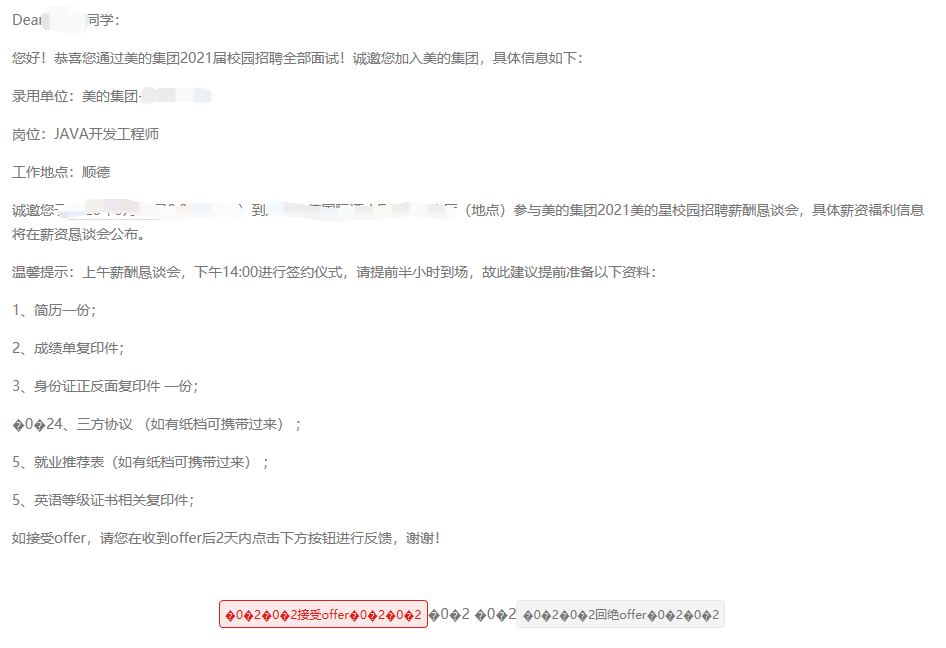 Dear 同学：
您好！恭喜您通过美的集团2021届校园招聘全部面试！诚邀您加入美的集团，具体信息如下：
录用单位：美的集团-
岗位：JAVA开发工程师
工作地点：顺德
诚邀您 到 （地点）参与美的集团2021美的星校园招聘薪酬恳谈会，具体薪资福利信息
将在薪资恳谈会公布。
温馨提示：上午薪酬恳谈会，下午14:00进行签约仪式，请提前半小时到场，故此建议提前准备以下资料：
1、简历一份；
2、成绩单复印件；
3、身份证正反面复印件 一份；
�0�24、三方协议 （如有纸档可携带过来） ；
5、就业推荐表（如有纸档可携带过来） ；
5、英语等级证书相关复印件；
如接受offer，请您在收到offer后2天内点击下方按钮进行反馈，谢谢！
�0�2�0�2接受offer�0�2�0�2 �0�2 �0�2 �0�2�0�2回绝offer�0�2�0�2